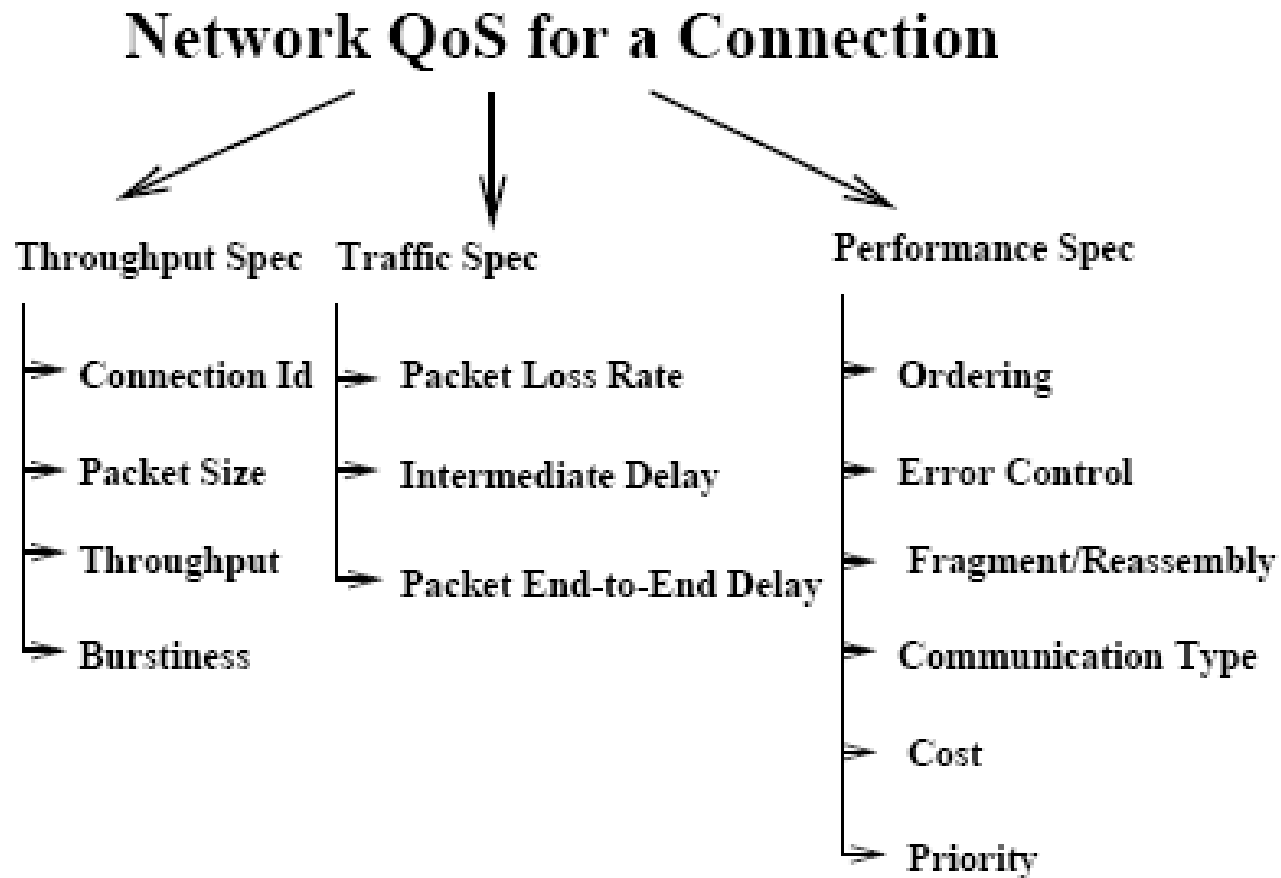 Network QoS for a Connection
Throughput Spec
Connection Id
Packet Size
Throughput
Burstiness
Traffic Spec
Packet Loss Rate
Intermediate Delay
Packet End-to-End Delay
Performance Spec
Ordering
Error Control
Fragment/Reassembly
Communication Type
Cost
Priority